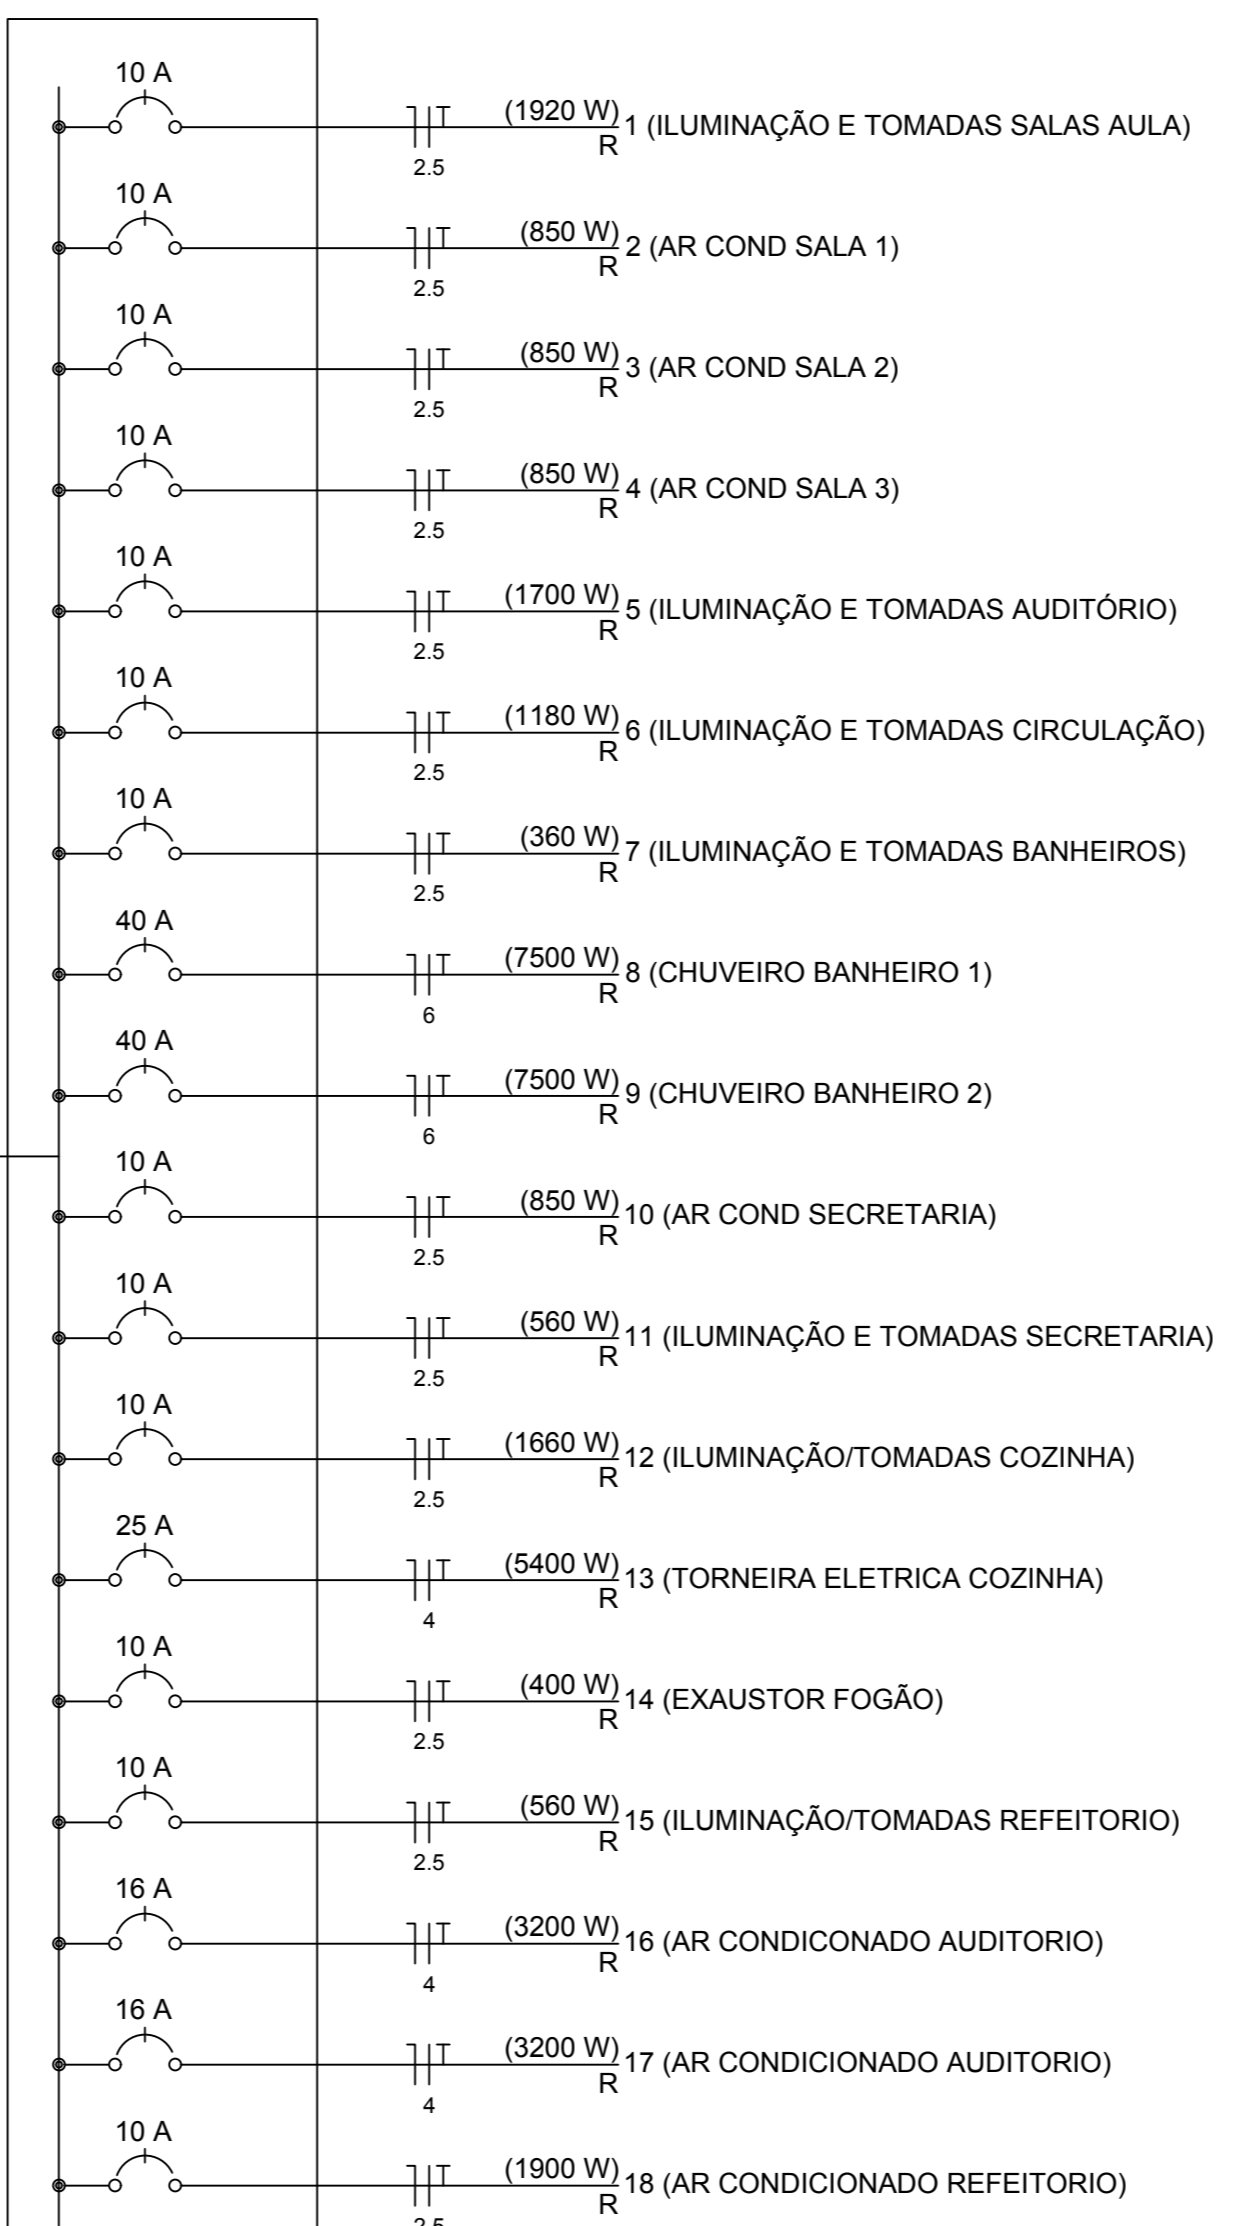 10 A
(1920 W) 1 (ILUMINAÇÃO E TOMADAS SALAS AULA)
R
2.5
10 A
(850 W) 2 (AR COND SALA 1)
R
2.5
10 A
(850 W) 3 (AR COND SALA 2)
R
2.5
10 A
(850 W) 4 (AR COND SALA 3)
R
2.5
10 A
(1700 W) 5 (ILUMINAÇÃO E TOMADAS AUDITÓRIO)
R
2.5
10 A
(1180 W) 6 (ILUMINAÇÃO E TOMADAS CIRCULAÇÃO)
R
2.5
10 A
(360 W) 7 (ILUMINAÇÃO E TOMADAS BANHEIROS)
R
2.5
40 A
(7500 W) 8 (CHUVEIRO BANHEIRO 1)
R
6
40 A
(7500 W) 9 (CHUVEIRO BANHEIRO 2)
R
6
10 A
(850 W) 10 (AR COND SECRETARIA)
R
2.5
10 A
(560 W) 11 (ILUMINAÇÃO E TOMADAS SECRETARIA)
R
2.5
10 A
(1660 W) 12 (ILUMINAÇÃO/TOMADAS COZINHA)
R
2.5
25 A
(5400 W) 13 (TORNEIRA ELETRICA COZINHA)
R
4
10 A
(400 W) 14 (EXAUSTOR FOGÃO)
R
2.5
10 A
(560 W) 15 (ILUMINAÇÃO/TOMADAS REFEITORIO)
R
2.5
16 A
(3200 W) 16 (AR CONDICONADO AUDITORIO)
R
4
16 A
(3200 W) 17 (AR CONDICIONADO AUDITORIO)
R
4
10 A
(1900 W) 18 (AR CONDICIONADO REFEITORIO)
R
2.5